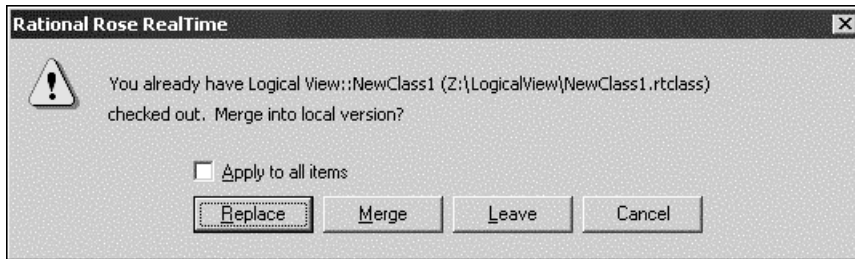 Rational Rose RealTime
You already have Logical View::NewClass1 (Z:\LogicalView\NewClass1.rtclass)
checked out. Merge into local version?
Apply to all items
Replace Merge Leave Cancel